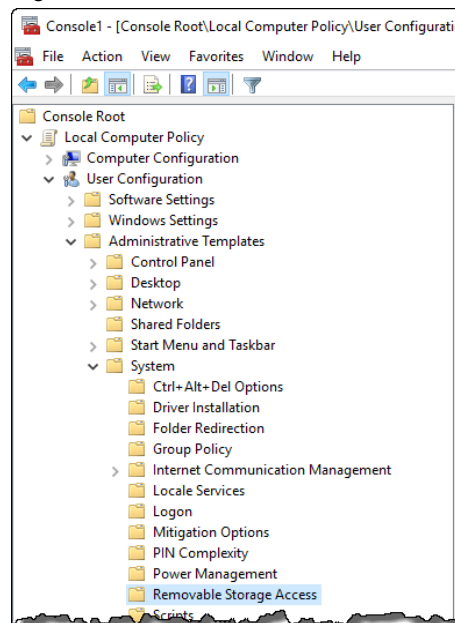 Console1 - [Console Root\Local Computer Policy\User Configurati
File Action View Favorites Window Help
Console Root
Local Computer Policy
Computer Configuration
User Configuration
Software Settings
Windows Settings
Administrative Templates
Control Panel
Desktop
Network
Shared Folders
Start Menu and Taskbar
System
Ctrl+Alt+Del Options
Driver Installation
Folder Redirection
Group Policy
Internet Communication Management
Locale Services
Logon
Mitigation Options
PIN Complexity
Power Management
Removable Storage Access
Scripts